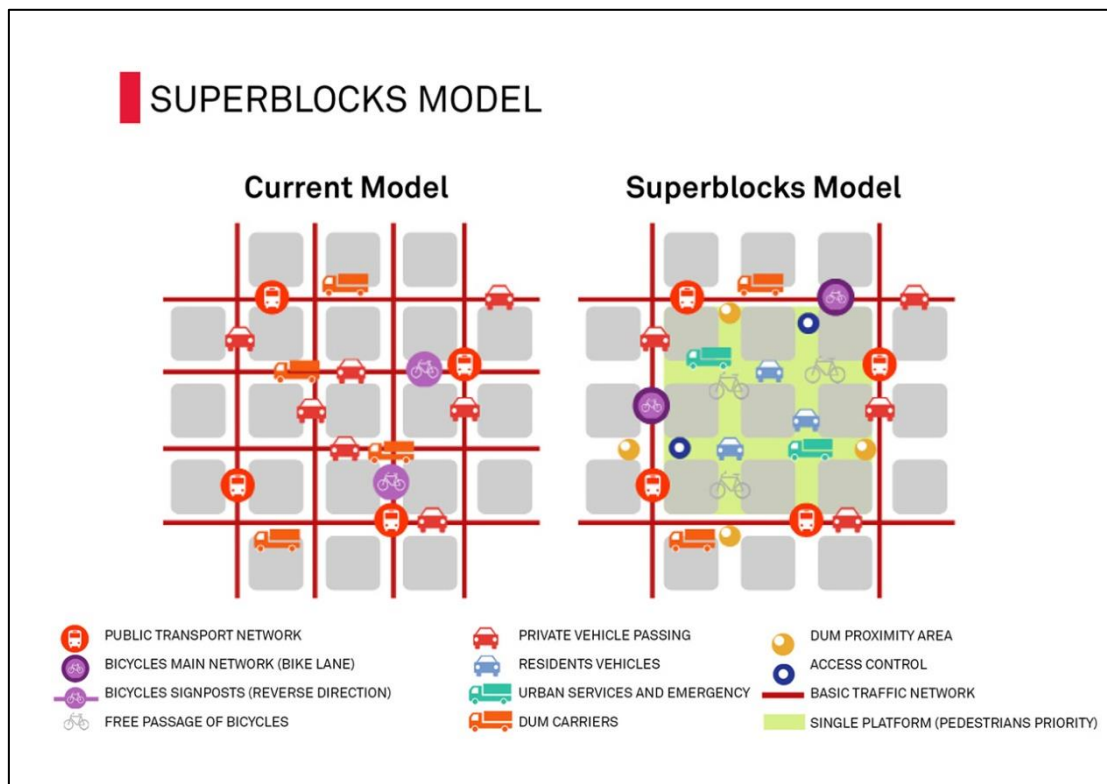 SUPERBLOCKS MODEL
Current Model
Superblocks Model
PUBLIC TRANSPORT NETWORK
BICYCLES MAIN NETWORK (BIKE LANE)
BICYCLES SIGNPOSTS (REVERSE DIRECTION)
FREE PASSAGE OF BICYCLES
PRIVATE VEHICLE PASSING
RESIDENTS VEHICLES
URBAN SERVICES AND EMERGENCY
DUM CARRIERS
DUM PROXIMITY AREA
ACCESS CONTROL
BASIC TRAFFIC NETWORK
SINGLE PLATFORM (PEDESTRIANS PRIORITY)